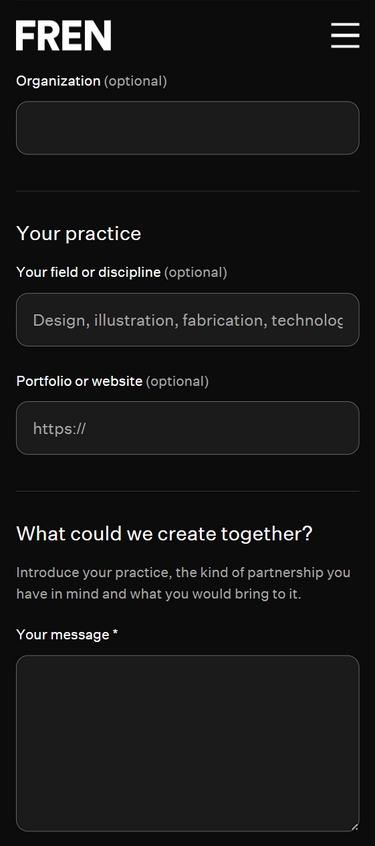 FREN
Organization (optional)
Your practice
Your field or discipline (optional)
Design, illustration, fabrication, technolog
Portfolio or website (optional)
https://
What could we create together?
Introduce your practice, the kind of partnership you
have in mind and what you would bring to it.
Your message *